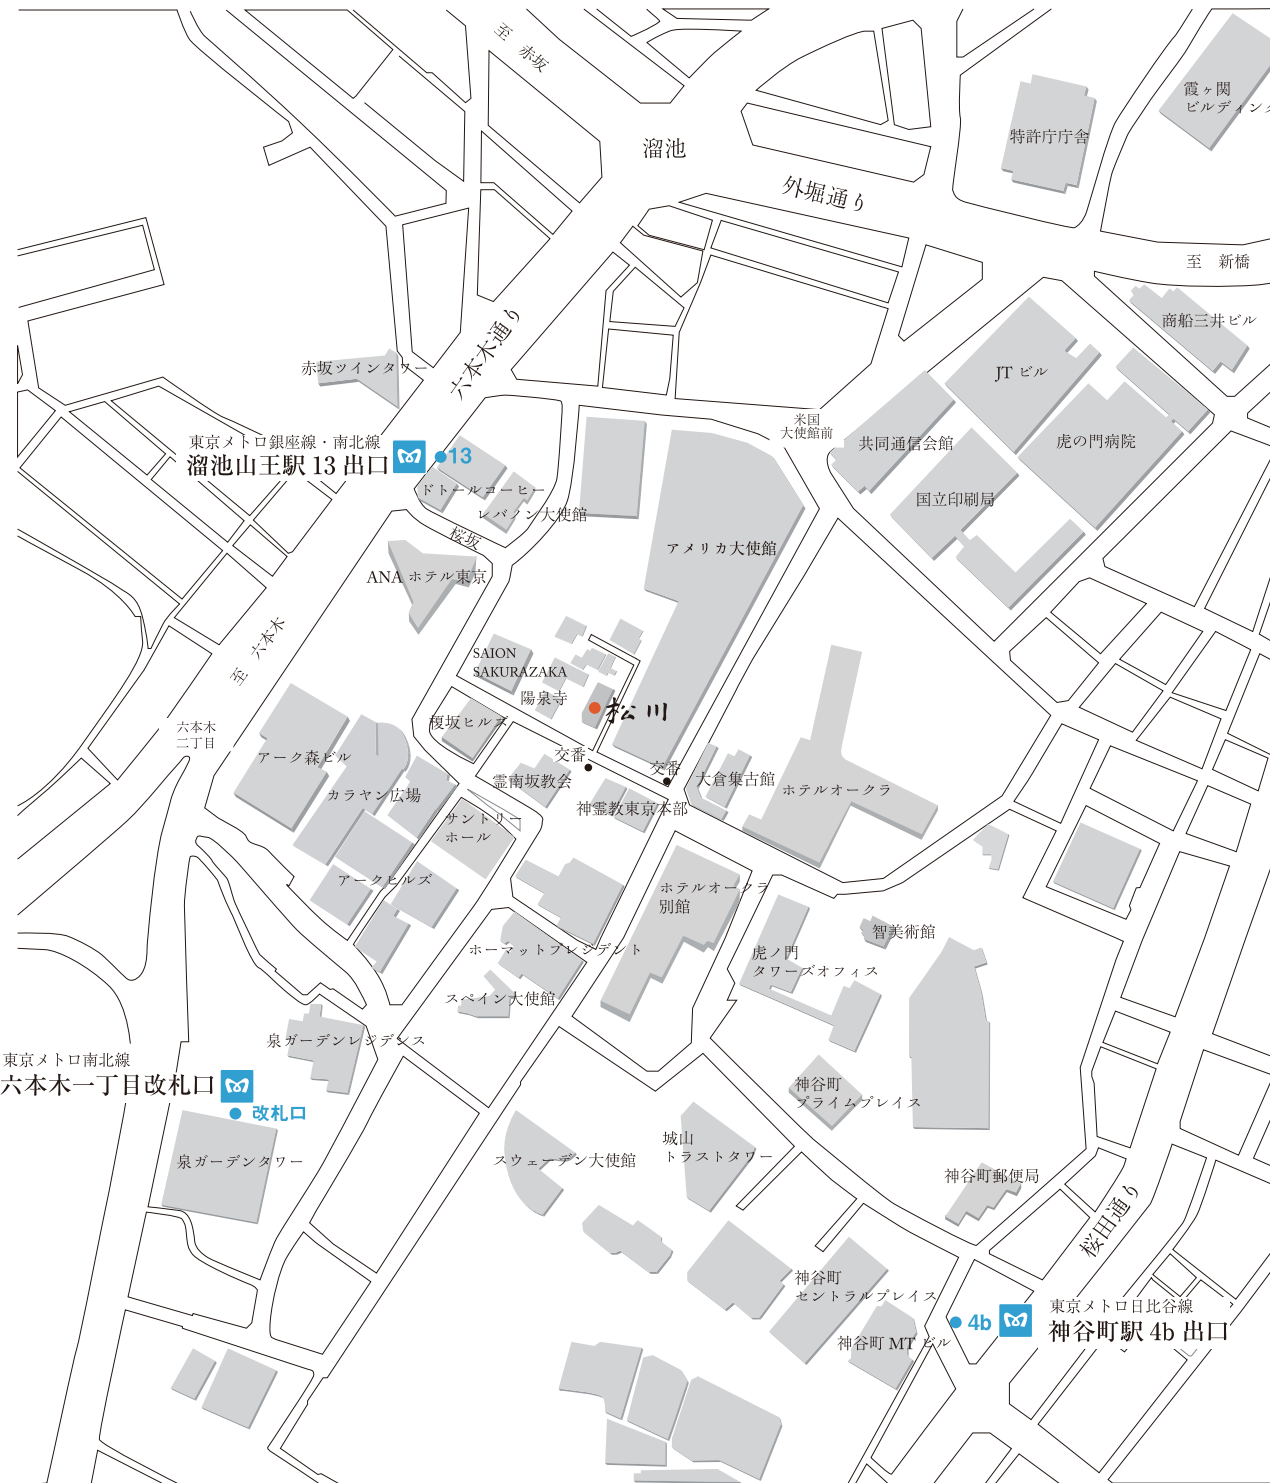 至 赤坂
溜池
外堀通り
特許庁庁舎
霞ヶ関
ビルディン
至 新橋
商船三井ビル
六本木通り
赤坂ツインタワー
JT ビル
米国
大使館前
共同通信会館
虎の門病院
国立印刷局
東京メトロ銀座線・南北線
溜池山王駅 13 出口
13
ドトールコーヒー
レバノン大使館
桜坂
アメリカ大使館
ANA ホテル東京
至 六本木
SAION
SAKURAZAKA
陽泉寺
松川
榎坂ヒルズ
六本木
二丁目
アーク森ビル
カラヤン広場
交番
霊南坂教会
交番
大倉集古館
ホテルオークラ
神霊教東京本部
サントリー
ホール
アークヒルズ
ホテルオークラ
別館
ホーマットプレジデント
虎ノ門
タワーズオフィス
智美術館
スペイン大使館
泉ガーデンレジデンス
東京メトロ南北線
六本木一丁目改札口
改札口
泉ガーデンタワー
神谷町
プライムプレイス
スウェーデン大使館
城山
トラストタワー
神谷町郵便局
桜田通り
神谷町
セントラルプレイス
神谷町 MT ビル
4b
東京メトロ日比谷線
神谷町駅 4b 出口